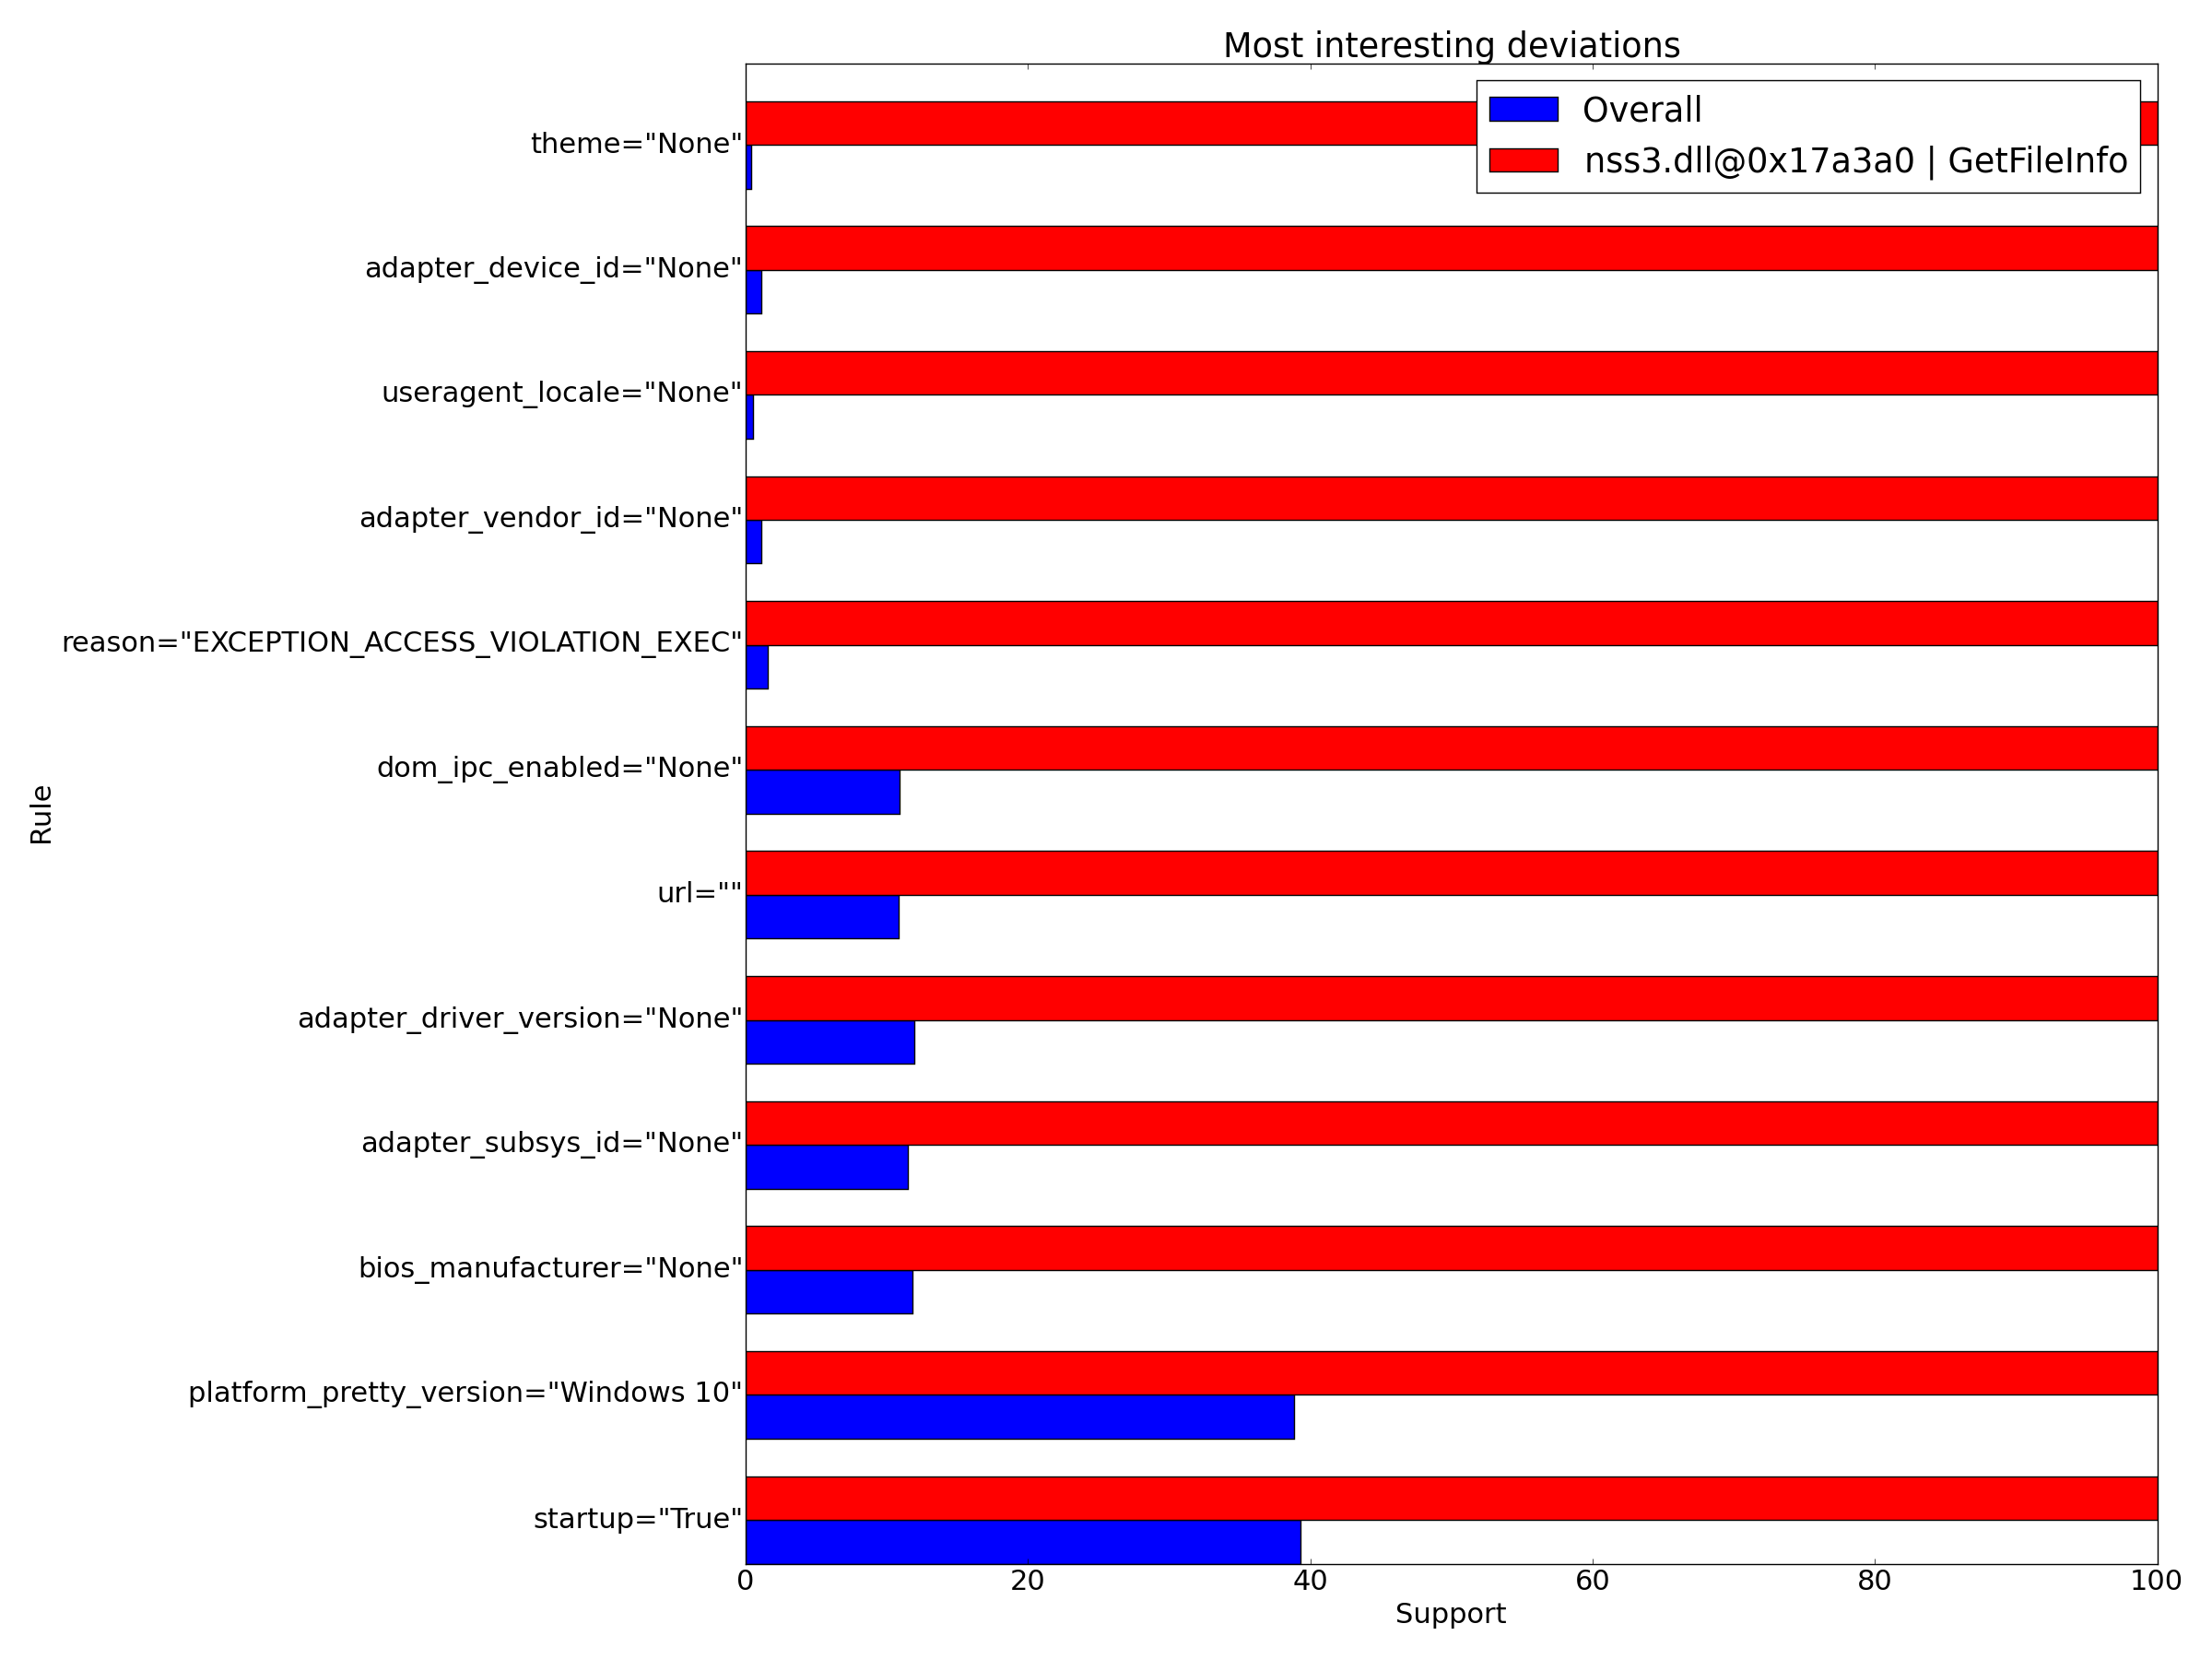 Most interesting deviations
Overall
nss3.dll@0x17a3a0 | GetFileInfo
theme="None"
adapter_device_id="None"
useragent_locale="None"
adapter_vendor_id="None"
reason="EXCEPTION_ACCESS_VIOLATION_EXEC"
dom_ipc_enabled="None"
url=""
adapter_driver_version="None"
adapter_subsys_id="None"
bios_manufacturer="None"
platform_pretty_version="Windows 10"
startup="True"
Rule
0 20 40 60 80 100
Support